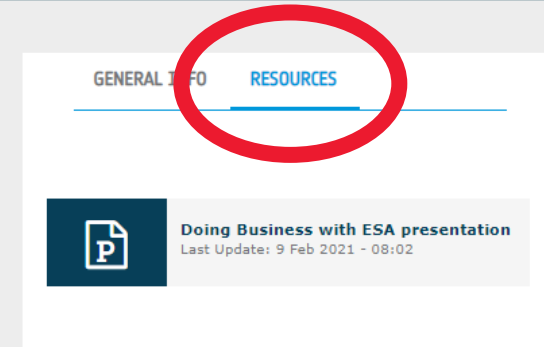 GENERAL INFO RESOURCES
P
Doing Business with ESA presentation
Last Update: 9 Feb 2021 - 08:02